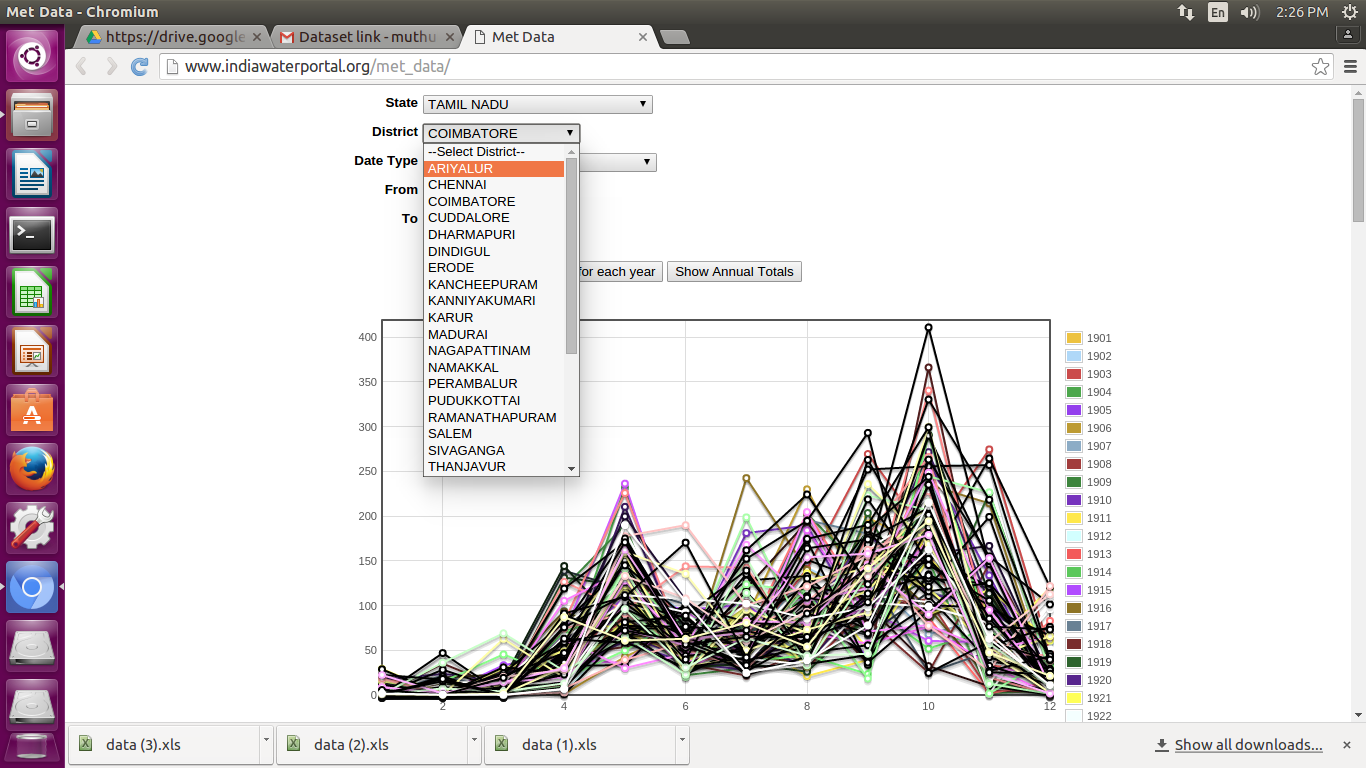 Met Data - Chromium
En
2:26 PM
https://drive.google
Dataset link - muthu
Met Data
www.indiawaterportal.org/met_data/
State
TAMIL NADU
District
COIMBATORE
Date Type
From
To
--Select District--
ARIYALUR
CHENNAI
COIMBATORE
CUDDALORE
DHARMAPURI
DINDIGUL
ERODE
KANCHEEPURAM
KANNIYAKUMARI
KARUR
MADURAI
NAGAPATTINAM
NAMAKKAL
PERAMBALUR
PUDUKKOTTAI
RAMANATHAPURAM
SALEM
SIVAGANGA
THANJAVUR
for each year
Show Annual Totals
400
350
300
250
200
150
100
50
0
2
4
6
8
10
12
1901
1902
1903
1904
1905
1906
1907
1908
1909
1910
1911
1912
1913
1914
1915
1916
1917
1918
1919
1920
1921
1922
data (3).xls
data (2).xls
data (1).xls
Show all downloads...